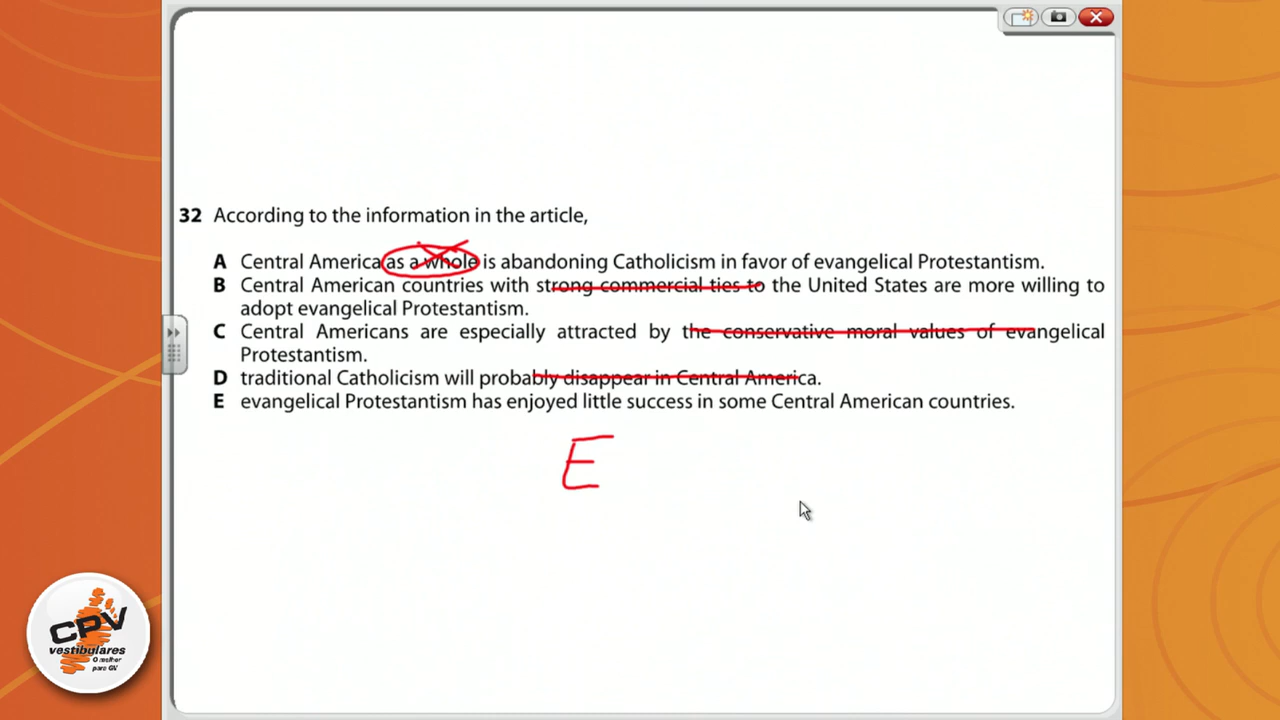 32 According to the information in the article,
A Central America as a whole is abandoning Catholicism in favor of evangelical Protestantism.
B Central American countries with strong commercial ties to the United States are more willing to
adopt evangelical Protestantism.
C Central Americans are especially attracted by the conservative moral values of evangelical
Protestantism.
D traditional Catholicism will probably disappear in Central America.
E evangelical Protestantism has enjoyed little success in some Central American countries.
E
CPV
vestibulares
O melhor
para GV